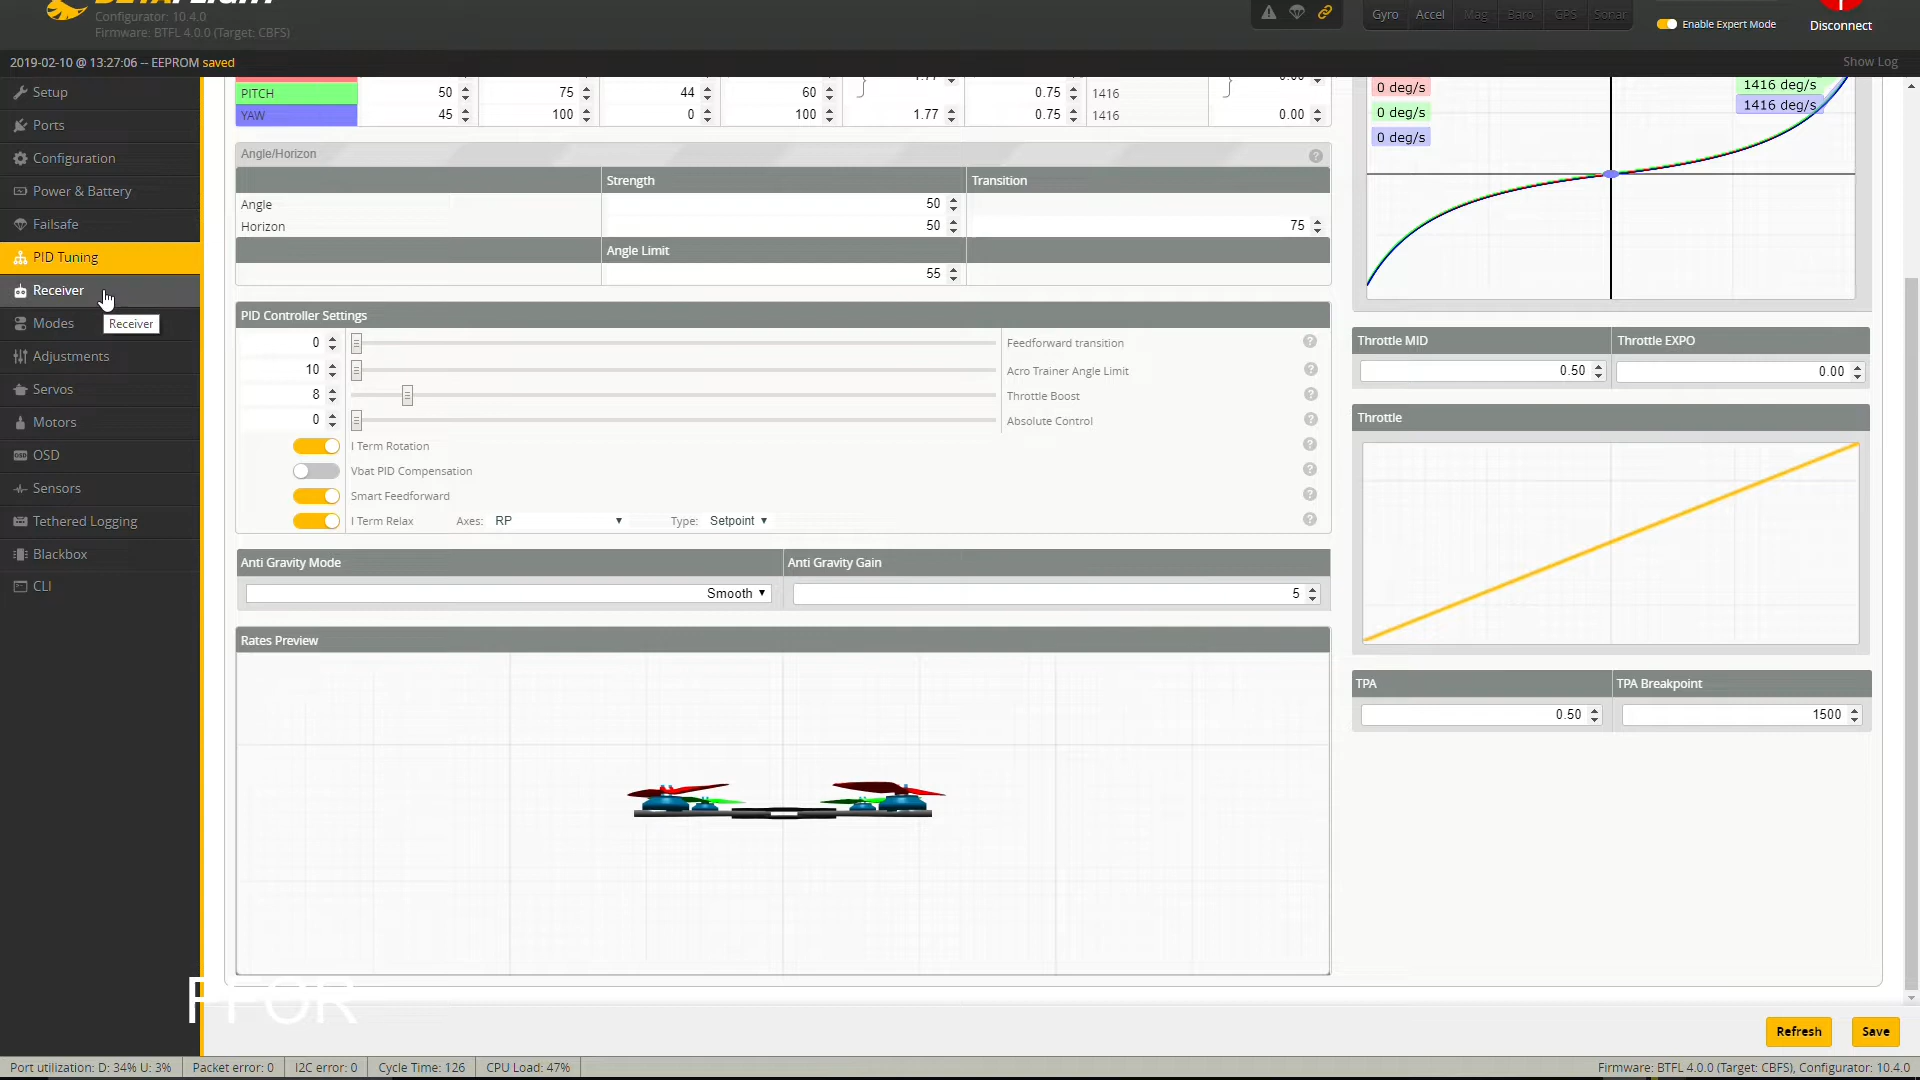 Configurator: 10.4.0
Firmware: BTFL 4.0.0 (Target: CBFS)
Gyro Accel Mag Baro GPS Sonar
Enable Expert Mode
Disconnect
2019-02-10 @ 13:27:06 -- EEPROM saved
Show Log
Setup
Ports
Configuration
Power & Battery
Failsafe
PID Tuning
Receiver
Receiver
Modes
Adjustments
Servos
Motors
OSD
Sensors
Tethered Logging
Blackbox
CLI
PITCH 50 75 44 60 0.75 1416
YAW 45 100 0 100 1.77 0.75 1416 0.00
Angle/Horizon
Strength Transition
Angle 50
Horizon 50 75
Angle Limit
55
PID Controller Settings
0 Feedforward transition
10 Acro Trainer Angle Limit
8 Throttle Boost
0 Absolute Control
I Term Rotation
Vbat PID Compensation
Smart Feedforward
I Term Relax Axes: RP Type: Setpoint
Anti Gravity Mode Anti Gravity Gain
Smooth 5
Rates Preview
0 deg/s
0 deg/s
0 deg/s
1416 deg/s
1416 deg/s
Throttle MID Throttle EXPO
0.50 0.00
Throttle
TPA TPA Breakpoint
0.50 1500
Refresh Save
Port utilization: D: 34% U: 3% Packet error: 0 I2C error: 0 Cycle Time: 126 CPU Load: 47%
Firmware: BTFL 4.0.0 (Target: CBFS), Configurator: 10.4.0